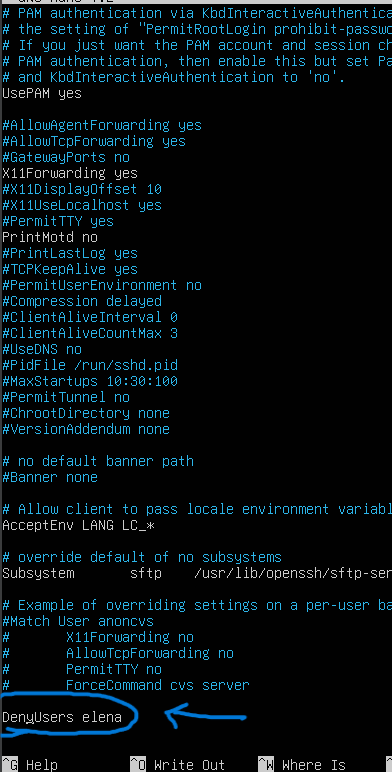 # PAM authentication via KbdInteractiveAuthentica
# the setting of "PermitRootLogin prohibit-passwo
# If you just want the PAM account and session ch
# PAM authentication, then enable this but set Pa
# and KbdInteractiveAuthentication to 'no'.
UsePAM yes
#AllowAgentForwarding yes
#AllowTcpForwarding yes
#GatewayPorts no
X11Forwarding yes
#X11DisplayOffset 10
#X11UseLocalhost yes
#PermitTTY yes
PrintMotd no
#PrintLastLog yes
#TCPKeepAlive yes
#PermitUserEnvironment no
#Compression delayed
#ClientAliveInterval 0
#ClientAliveCountMax 3
#UseDNS no
#PidFile /run/sshd.pid
#MaxStartups 10:30:100
#PermitTunnel no
#ChrootDirectory none
#VersionAddendum none
# no default banner path
#Banner none
# Allow client to pass locale environment variabl
AcceptEnv LANG LC_*
# override default of no subsystems
Subsystem       sftp    /usr/lib/openssh/sftp-ser
# Example of overriding settings on a per-user ba
#Match User anoncvs
#       X11Forwarding no
#       AllowTcpForwarding no
#       PermitTTY no
#       ForceCommand cvs server
DenyUsers elena
^G Help         ^O Write Out    ^W Where Is